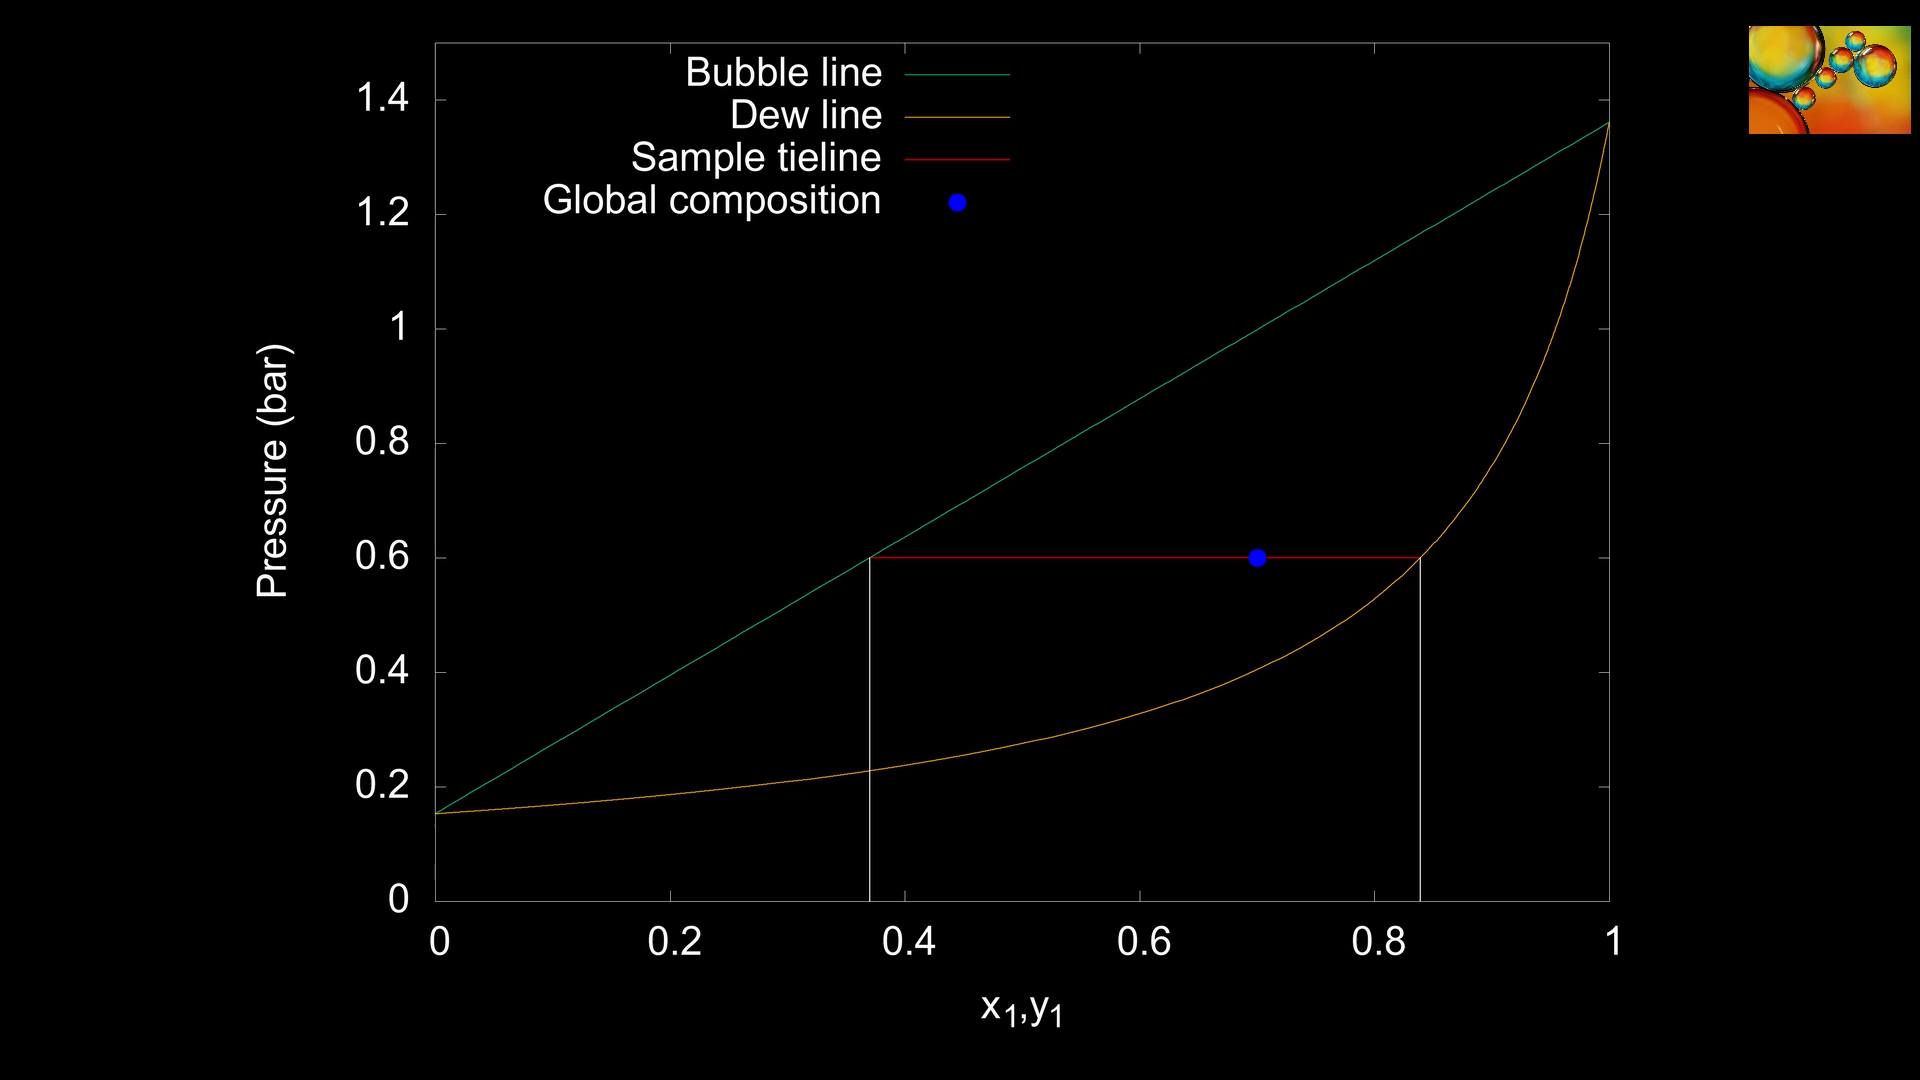 Bubble line
Dew line
Sample tieline
Global composition
1.4
1.2
1
0.8
0.6
0.4
0.2
0
Pressure (bar)
0 0.2 0.4 0.6 0.8 1
x₁,y₁